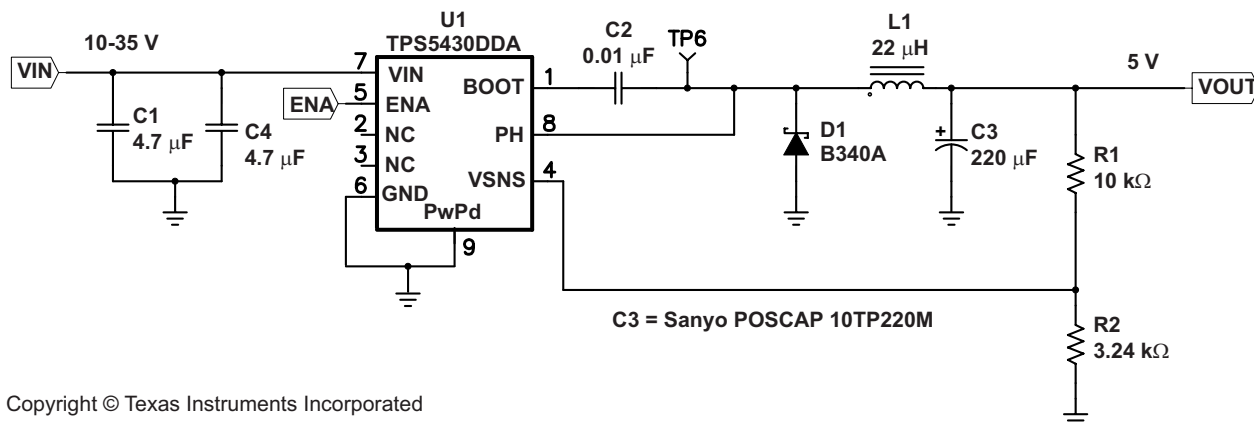 U1
TPS5430DDA
10-35 V
VIN
C1
4.7 μF
C4
4.7 μF
ENA
7
5
2
3
6
VIN
ENA
NC
NC
GND
PwPd
9
BOOT
PH
VSNS
1
8
4
C2
0.01 μF
TP6
L1
22 μH
5 V
VOUT
D1
B340A
C3
220 μF
+
R1
10 kΩ
R2
3.24 kΩ
C3 = Sanyo POSCAP 10TP220M
Copyright © Texas Instruments Incorporated